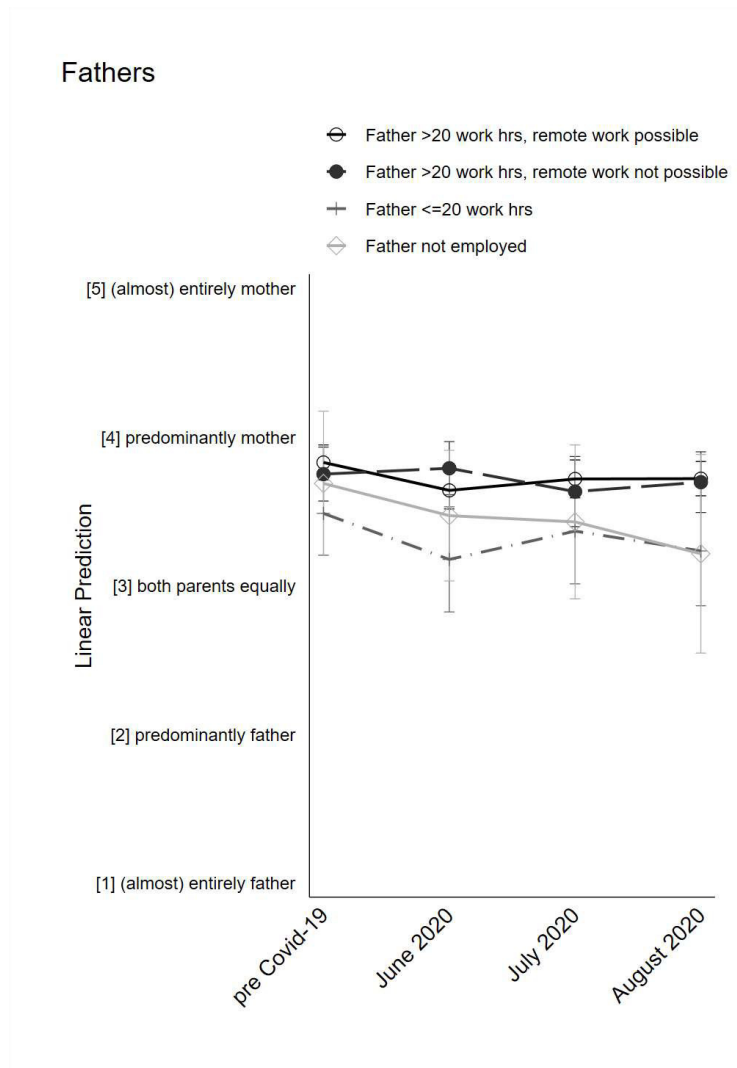 Fathers
Father >20 work hrs, remote work possible
Father >20 work hrs, remote work not possible
Father <=20 work hrs
Father not employed
[5] (almost) entirely mother
[4] predominantly mother
[3] both parents equally
[2] predominantly father
[1] (almost) entirely father
Linear Prediction
pre Covid-19
June 2020
July 2020
August 2020